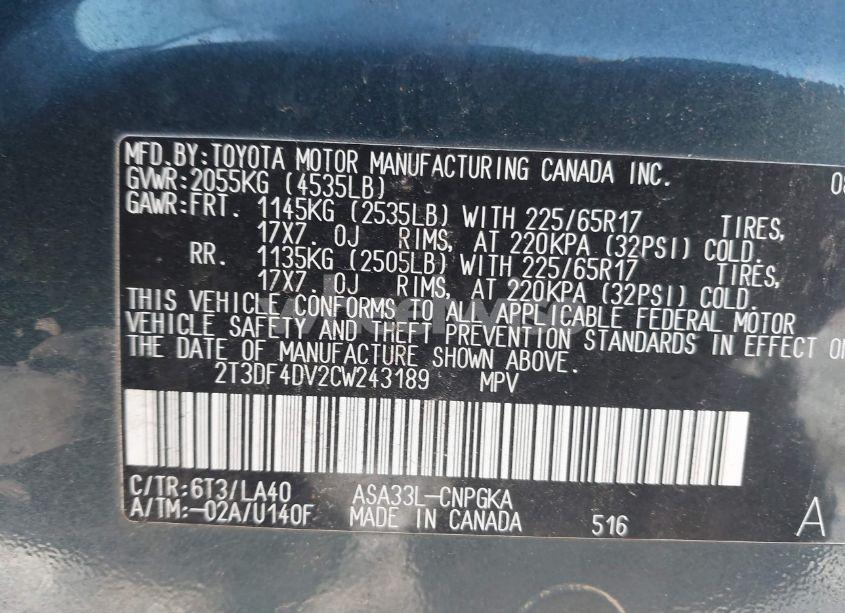 MFD.BY:TOYOTA MOTOR MANUFACTURING CANADA INC. 08
GVWR:2055KG (4535LB)
GAWR:FRT. 1145KG (2535LB) WITH 225/65R17 TIRES,
17X7. 0J RIMS, AT 220KPA (32PSI) COLD.
RR. 1135KG (2505LB) WITH 225/65R17 TIRES,
17X7. 0J RIMS, AT 220KPA (32PSI) COLD.
THIS VEHICLE CONFORMS TO ALL APPLICABLE FEDERAL MOTOR
VEHICLE SAFETY AND THEFT PREVENTION STANDARDS IN EFFECT ON
THE DATE OF MANUFACTURE SHOWN ABOVE.
2T3DF4DV2CW243189 MPV
C/TR:6T3/LA40 ASA33L-CNPGKA
A/TM:-02A/U140F MADE IN CANADA 516 A